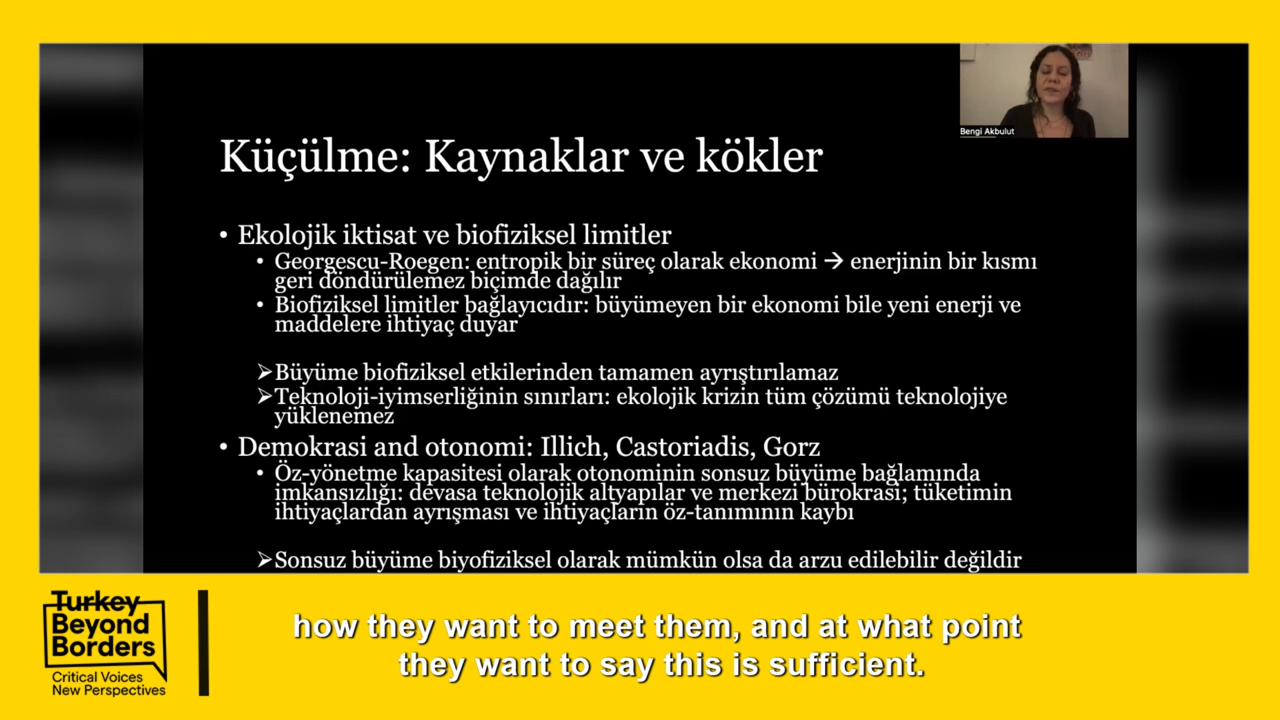 Bengi Akbulut
Küçülme: Kaynaklar ve kökler
• Ekolojik iktisat ve biofiziksel limitler
• Georgescu-Roegen: entropik bir süreç olarak ekonomi → enerjinin bir kısmı
geri döndürülemez biçimde dağılır
• Biofiziksel limitler bağlayıcıdır: büyümeyen bir ekonomi bile yeni enerji ve
maddelere ihtiyaç duyar
➢Büyüme biofiziksel etkilerinden tamamen ayrıştırılamaz
➢Teknoloji-iyimserliğinin sınırları: ekolojik krizin tüm çözümü teknolojiye
yüklenemez
• Demokrasi and otonomi: Illich, Castoriadis, Gorz
• Öz-yönetme kapasitesi olarak otonominin sonsuz büyüme bağlamında
imkansızlığı: devasa teknolojik altyapılar ve merkezi bürokrasi; tüketimin
ihtiyaçlardan ayrışması ve ihtiyaçların öz-tanımının kaybı
➢Sonsuz büyüme biyofiziksel olarak mümkün olsa da arzu edilebilir değildir
Turkey
Beyond
Borders
Critical Voices
New Perspectives
how they want to meet them, and at what point
they want to say this is sufficient.